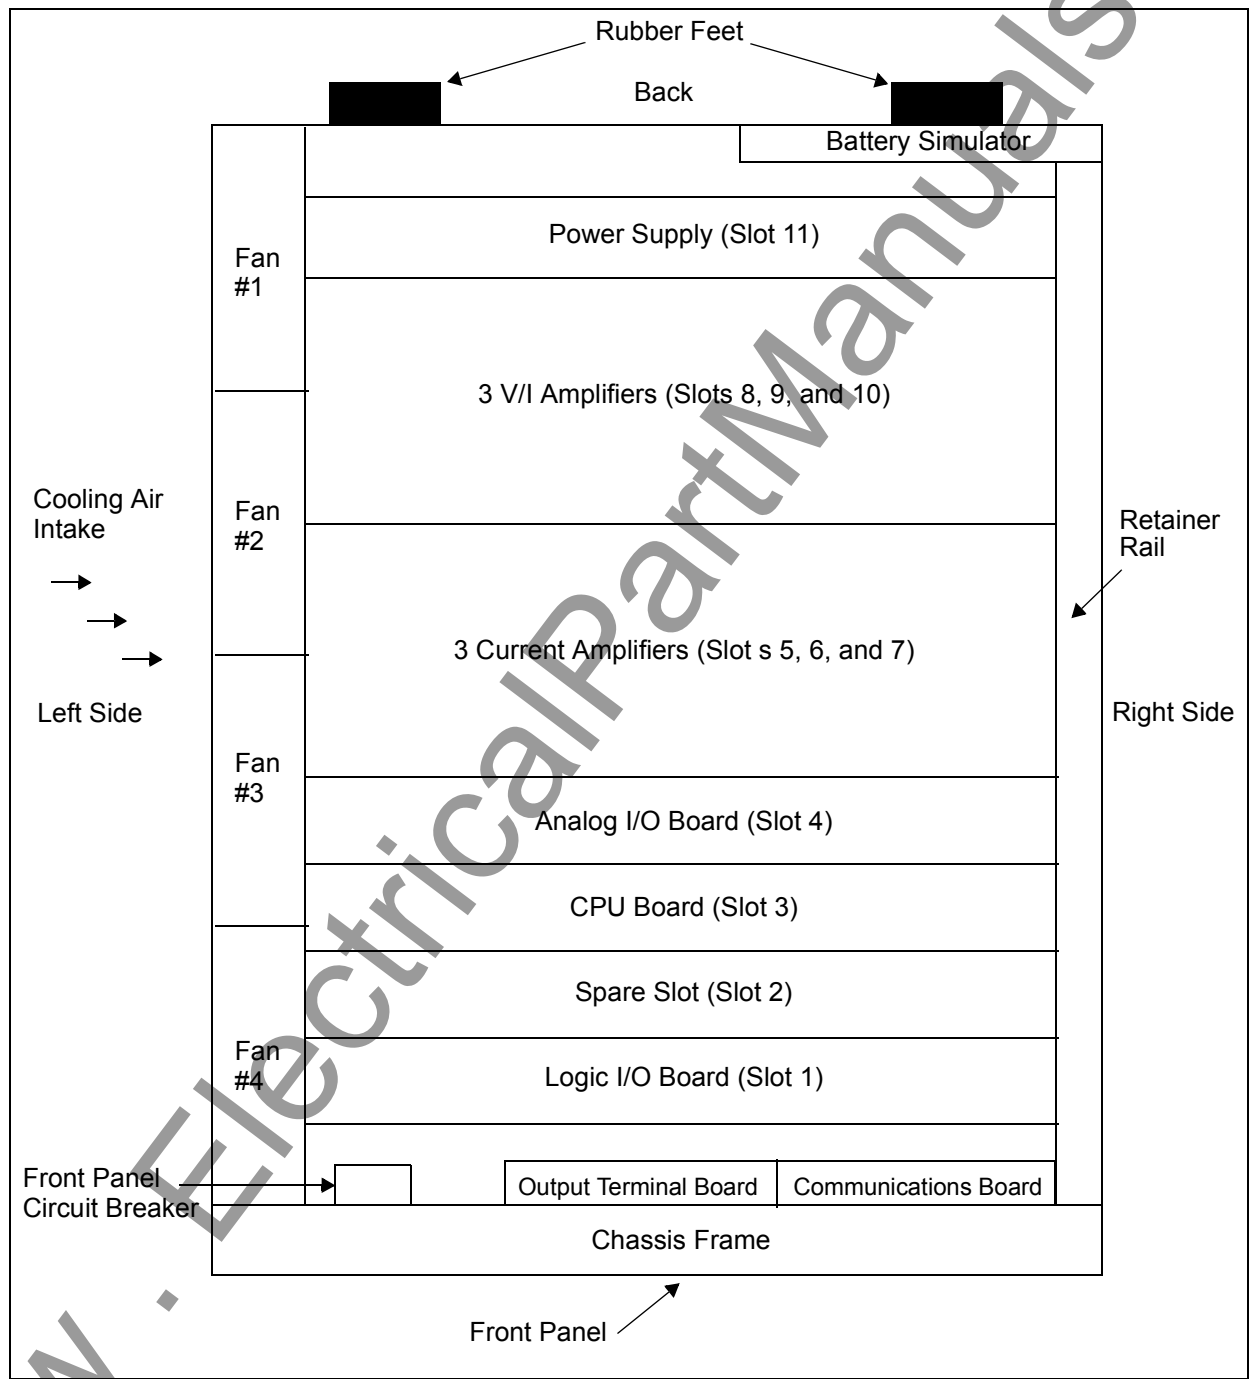 Rubber Feet
Back
Battery Simulator
Power Supply (Slot 11)
Fan
#1
3 V/I Amplifiers (Slots 8, 9, and 10)
Cooling Air
Intake
Fan
#2
Retainer
Rail
3 Current Amplifiers (Slot s 5, 6, and 7)
Left Side
Right Side
Fan
#3
Analog I/O Board (Slot 4)
CPU Board (Slot 3)
Spare Slot (Slot 2)
Fan
#4
Logic I/O Board (Slot 1)
Front Panel
Circuit Breaker
Output Terminal Board
Communications Board
Chassis Frame
Front Panel
w . ElectricalPartManuals